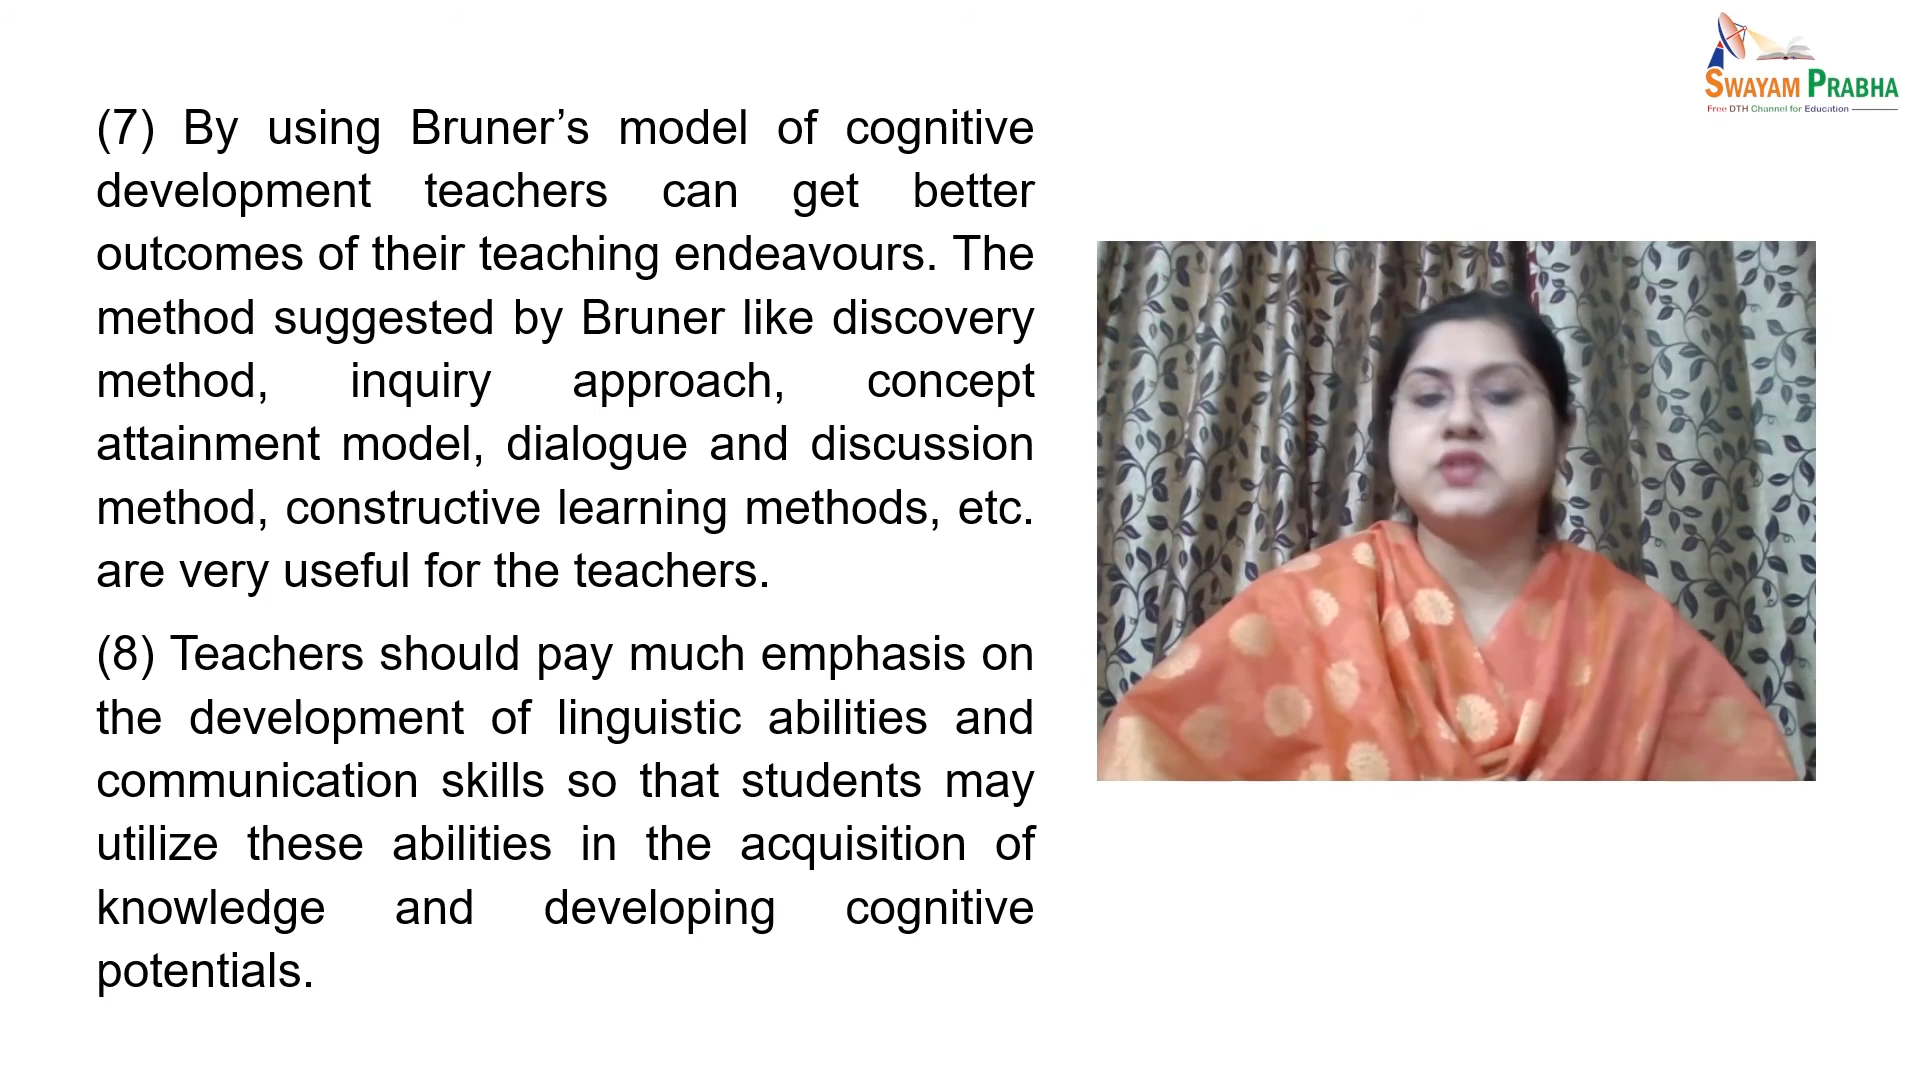 SWAYAM PRABHA
Free DTH Channel for Education
(7) By using Bruner’s model of cognitive
development teachers can get better
outcomes of their teaching endeavours. The
method suggested by Bruner like discovery
method, inquiry approach, concept
attainment model, dialogue and discussion
method, constructive learning methods, etc.
are very useful for the teachers.
(8) Teachers should pay much emphasis on
the development of linguistic abilities and
communication skills so that students may
utilize these abilities in the acquisition of
knowledge and developing cognitive
potentials.